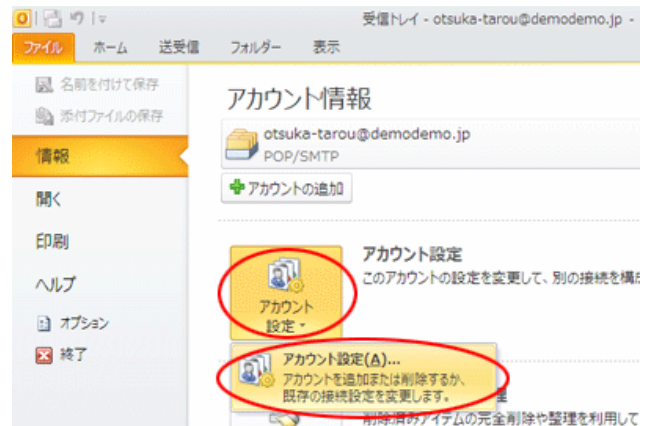 受信トレイ - otsuka-tarou@demodemo.jp -
ファイル ホーム 送受信 フォルダー 表示
名前を付けて保存
添付ファイルの保存
情報
開く
印刷
ヘルプ
オプション
終了
アカウント情報
otsuka-tarou@demodemo.jp
POP/SMTP
アカウントの追加
アカウント
設定
アカウント設定
このアカウントの設定を変更して、別の接続を構
アカウント設定(A)...
アカウントを追加または削除するか、
既存の接続設定を変更します。
理
削除済みアイテムの完全削除や整理を利用して